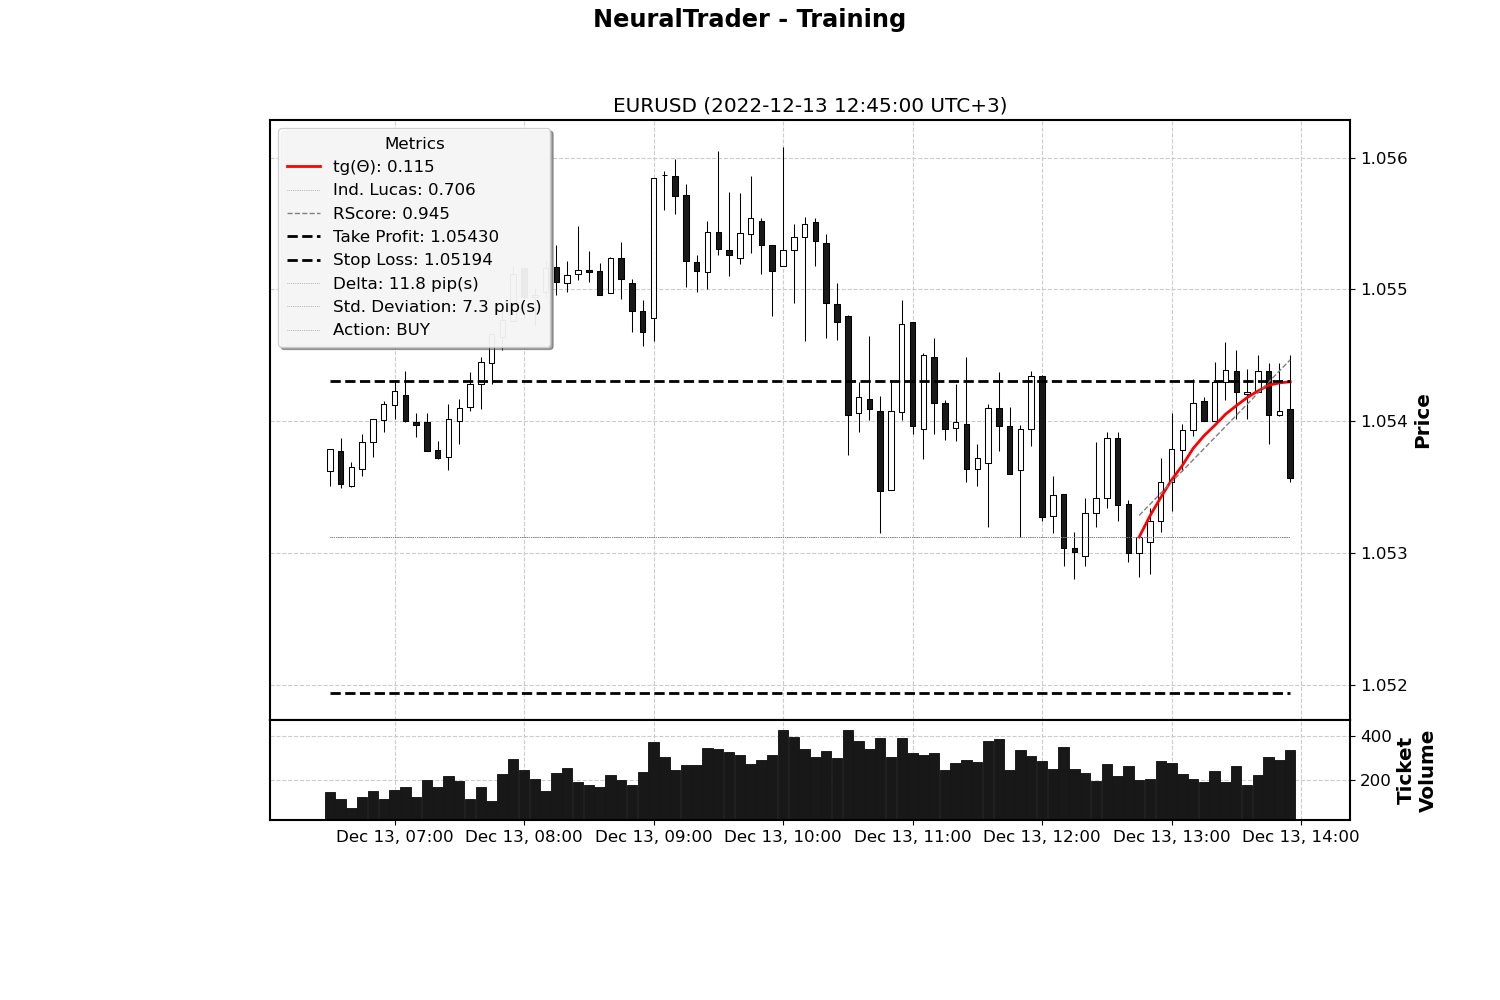 NeuralTrader - Training
EURUSD (2022-12-13 12:45:00 UTC+3)
Metrics
tg(Θ): 0.115
Ind. Lucas: 0.706
RScore: 0.945
Take Profit: 1.05430
Stop Loss: 1.05194
Delta: 11.8 pip(s)
Std. Deviation: 7.3 pip(s)
Action: BUY
1.056
1.055
1.054
1.053
1.052
Price
400
200
Ticket
Volume
Dec 13, 07:00
Dec 13, 08:00
Dec 13, 09:00
Dec 13, 10:00
Dec 13, 11:00
Dec 13, 12:00
Dec 13, 13:00
Dec 13, 14:00